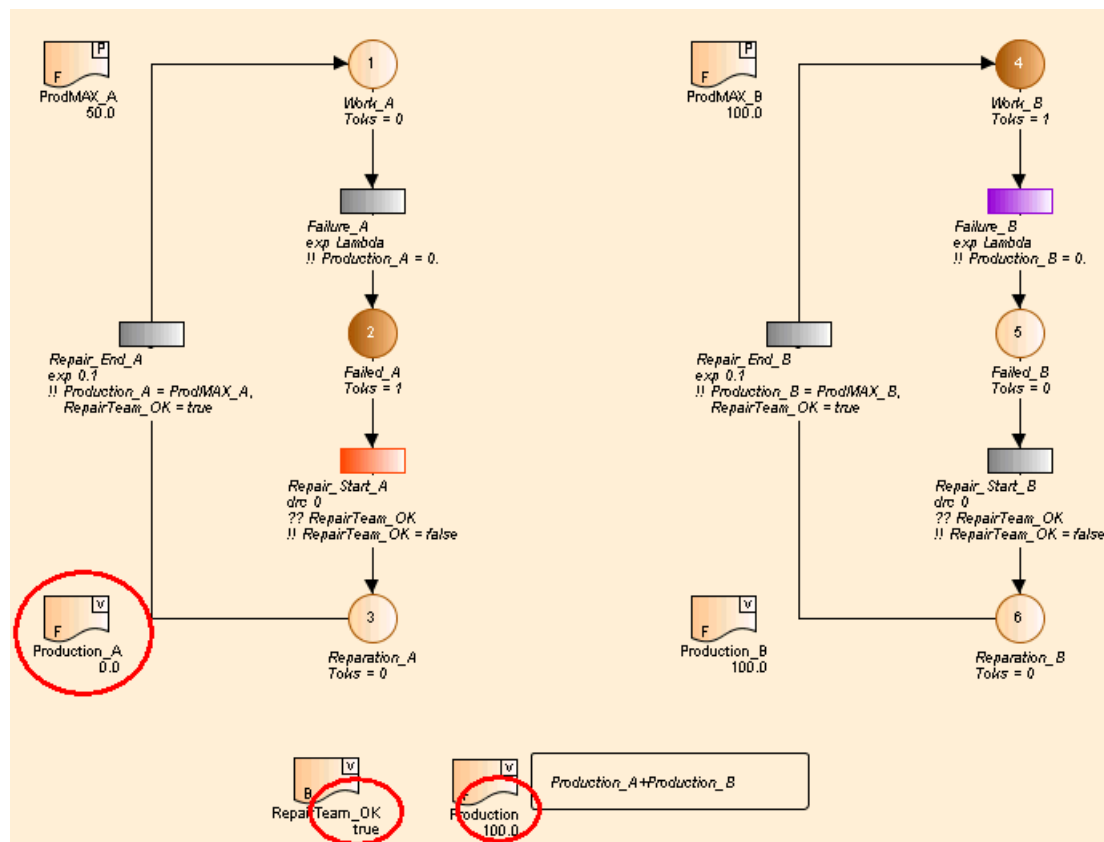 P
F
ProdMAX_A
50.0
1
Work_A
Toks = 0
Failure_A
exp Lambda
!! Production_A = 0.
Repair_End_A
exp 0.1
!! Production_A = ProdMAX_A,
RepairTeam_OK = true
2
Failed_A
Toks = 1
Repair_Start_A
drc 0
?? RepairTeam_OK
!! RepairTeam_OK = false
V
F
Production_A
0.0
3
Reparation_A
Toks = 0
P
F
ProdMAX_B
100.0
4
Work_B
Toks = 1
Failure_B
exp Lambda
!! Production_B = 0.
Repair_End_B
exp 0.1
!! Production_B = ProdMAX_B,
RepairTeam_OK = true
5
Failed_B
Toks = 0
Repair_Start_B
drc 0
?? RepairTeam_OK
!! RepairTeam_OK = false
V
F
Production_B
100.0
6
Reparation_B
Toks = 0
V
B
RepairTeam_OK
true
V
F
Production
100.0
Production_A+Production_B